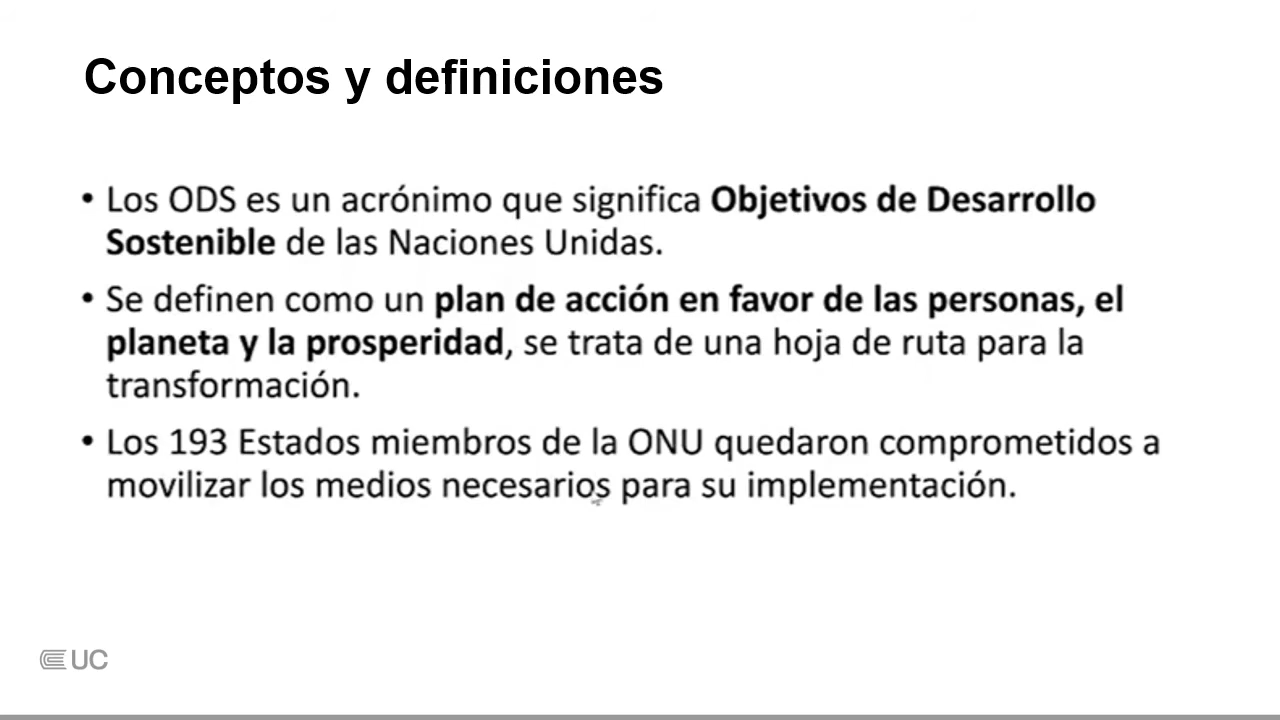 Conceptos y definiciones
• Los ODS es un acrónimo que significa Objetivos de Desarrollo
Sostenible de las Naciones Unidas.
• Se definen como un plan de acción en favor de las personas, el
planeta y la prosperidad, se trata de una hoja de ruta para la
transformación.
• Los 193 Estados miembros de la ONU quedaron comprometidos a
movilizar los medios necesarios para su implementación.
UC